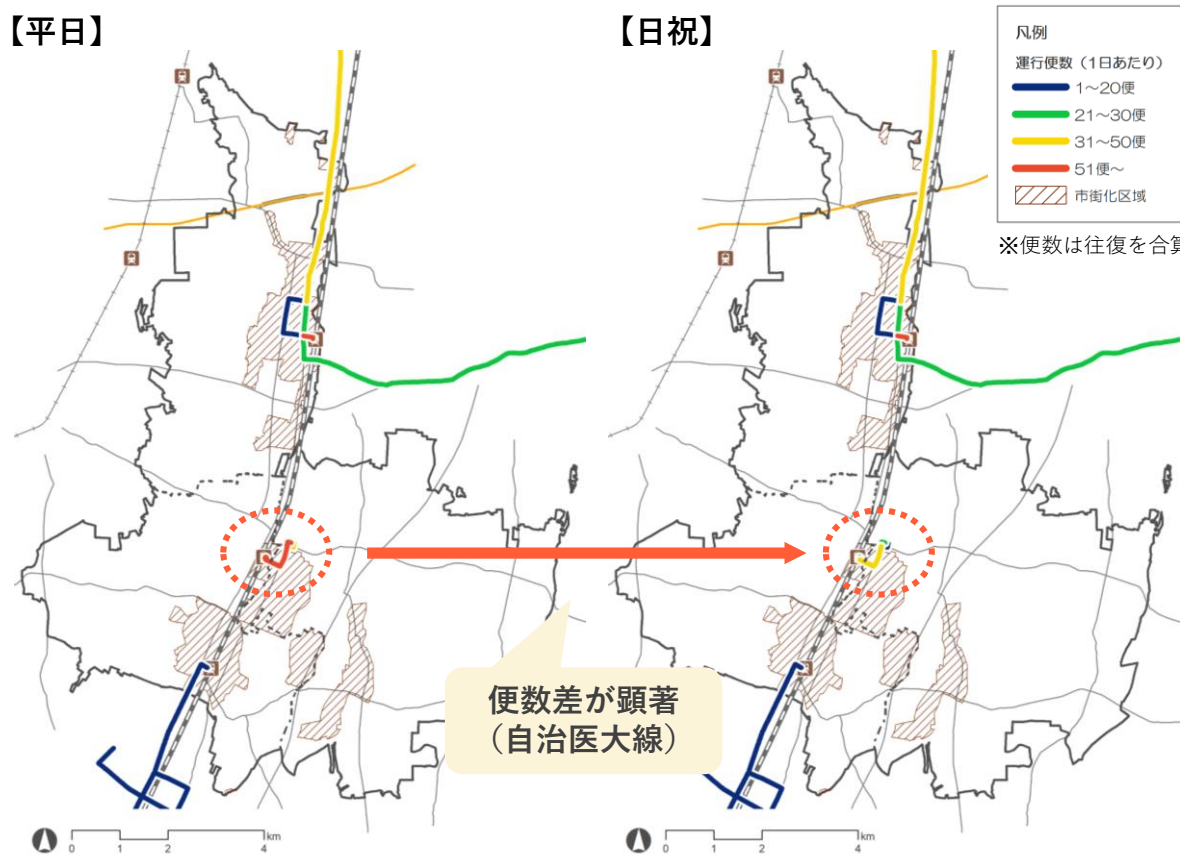 【平日】
【日祝】
凡例
運行便数（1日あたり）
1～20便
21～30便
31～50便
51便～
市街化区域
※便数は往復を合算
便数差が顕著
（自治医大線）
km
0 1 2 4
km
0 1 2 4